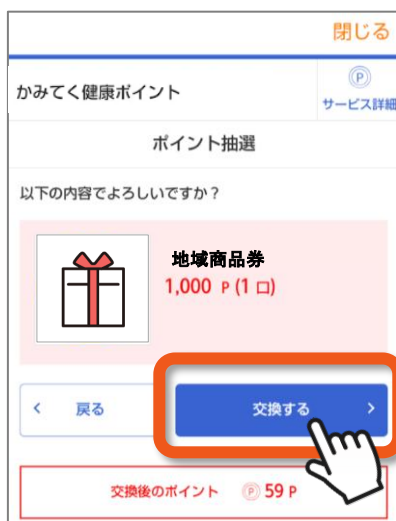 閉じる
かみてく健康ポイント
P
サービス詳細
ポイント抽選
以下の内容でよろしいですか？
地域商品券
1,000 P (1 口)
戻る
交換する
交換後のポイント P 59 P